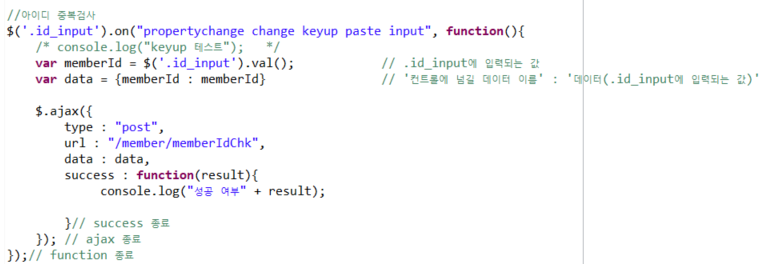 //아이디 중복검사
$('.id_input').on("propertychange change keyup paste input", function(){
/* console.log("keyup 테스트"); */
var memberId = $('.id_input').val(); // .id_input에 입력되는 값
var data = {memberId : memberId} // '컨트롤에 넘길 데이터 이름' : '데이터(.id_input에 입력되는 값)'
$.ajax({
type : "post",
url : "/member/memberIdChk",
data : data,
success : function(result){
console.log("성공 여부" + result);
}// success 종료
}); // ajax 종료
});// function 종료